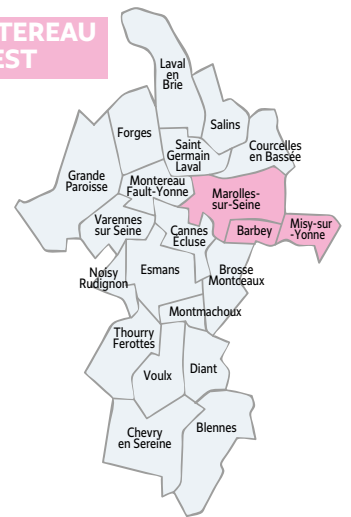 TEREAU
EST
Laval
en
Brie
Salins
Forges
Saint
Germain
Laval
Courcelles
en Bassée
Grande
Paroisse
Montereau
Fault-Yonne
Marolles-
sur-Seine
Varennes
sur Seine
Cannes
Écluse
Barbey
Misy-sur
-Yonne
Noisy
Rudignon
Esmans
Brosse
Montceaux
Montmachoux
Thourry
Ferottes
Voulx
Diant
Chevry
en Sereine
Blennes